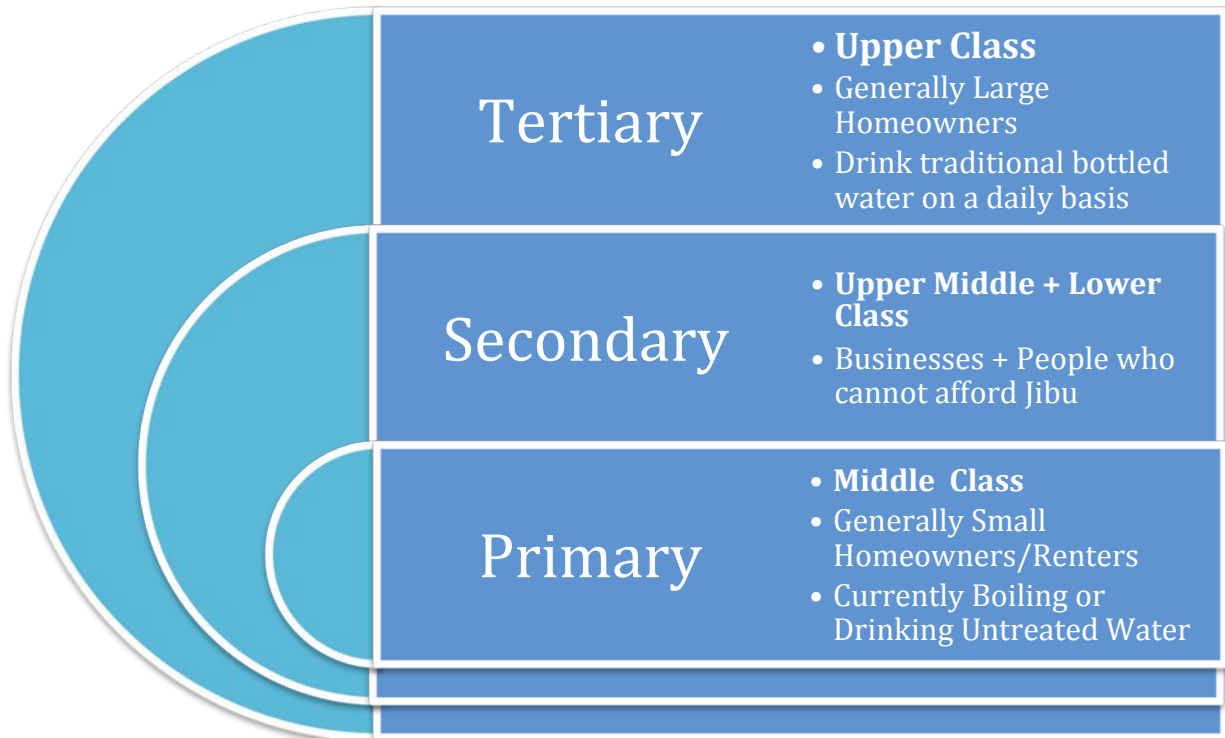 Tertiary
• Upper Class
• Generally Large
Homeowners
• Drink traditional bottled
water on a daily basis
Secondary
• Upper Middle + Lower
Class
• Businesses + People who
cannot afford Jibu
Primary
• Middle Class
• Generally Small
Homeowners/Renters
• Currently Boiling or
Drinking Untreated Water